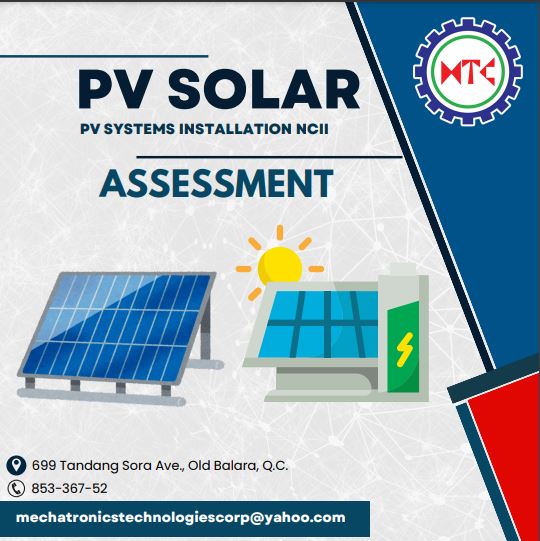 MTC
PV SOLAR
PV SYSTEMS INSTALLATION NCII
ASSESSMENT
699 Tandang Sora Ave., Old Balara, Q.C.
853-367-52
mechatronicstechnologiescorp@yahoo.com